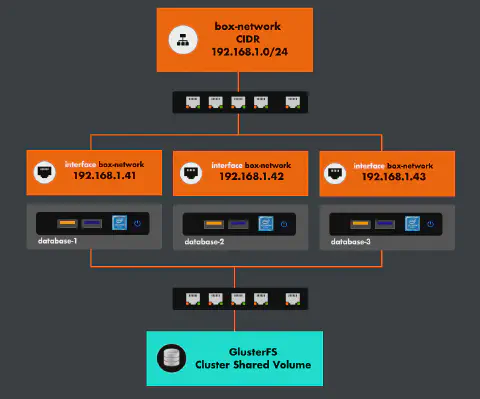 box-network
CIDR
192.168.1.0/24
interface box-network
192.168.1.41
interface box-network
192.168.1.42
interface box-network
192.168.1.43
database-1
database-2
database-3
GlusterFS
Cluster Shared Volume